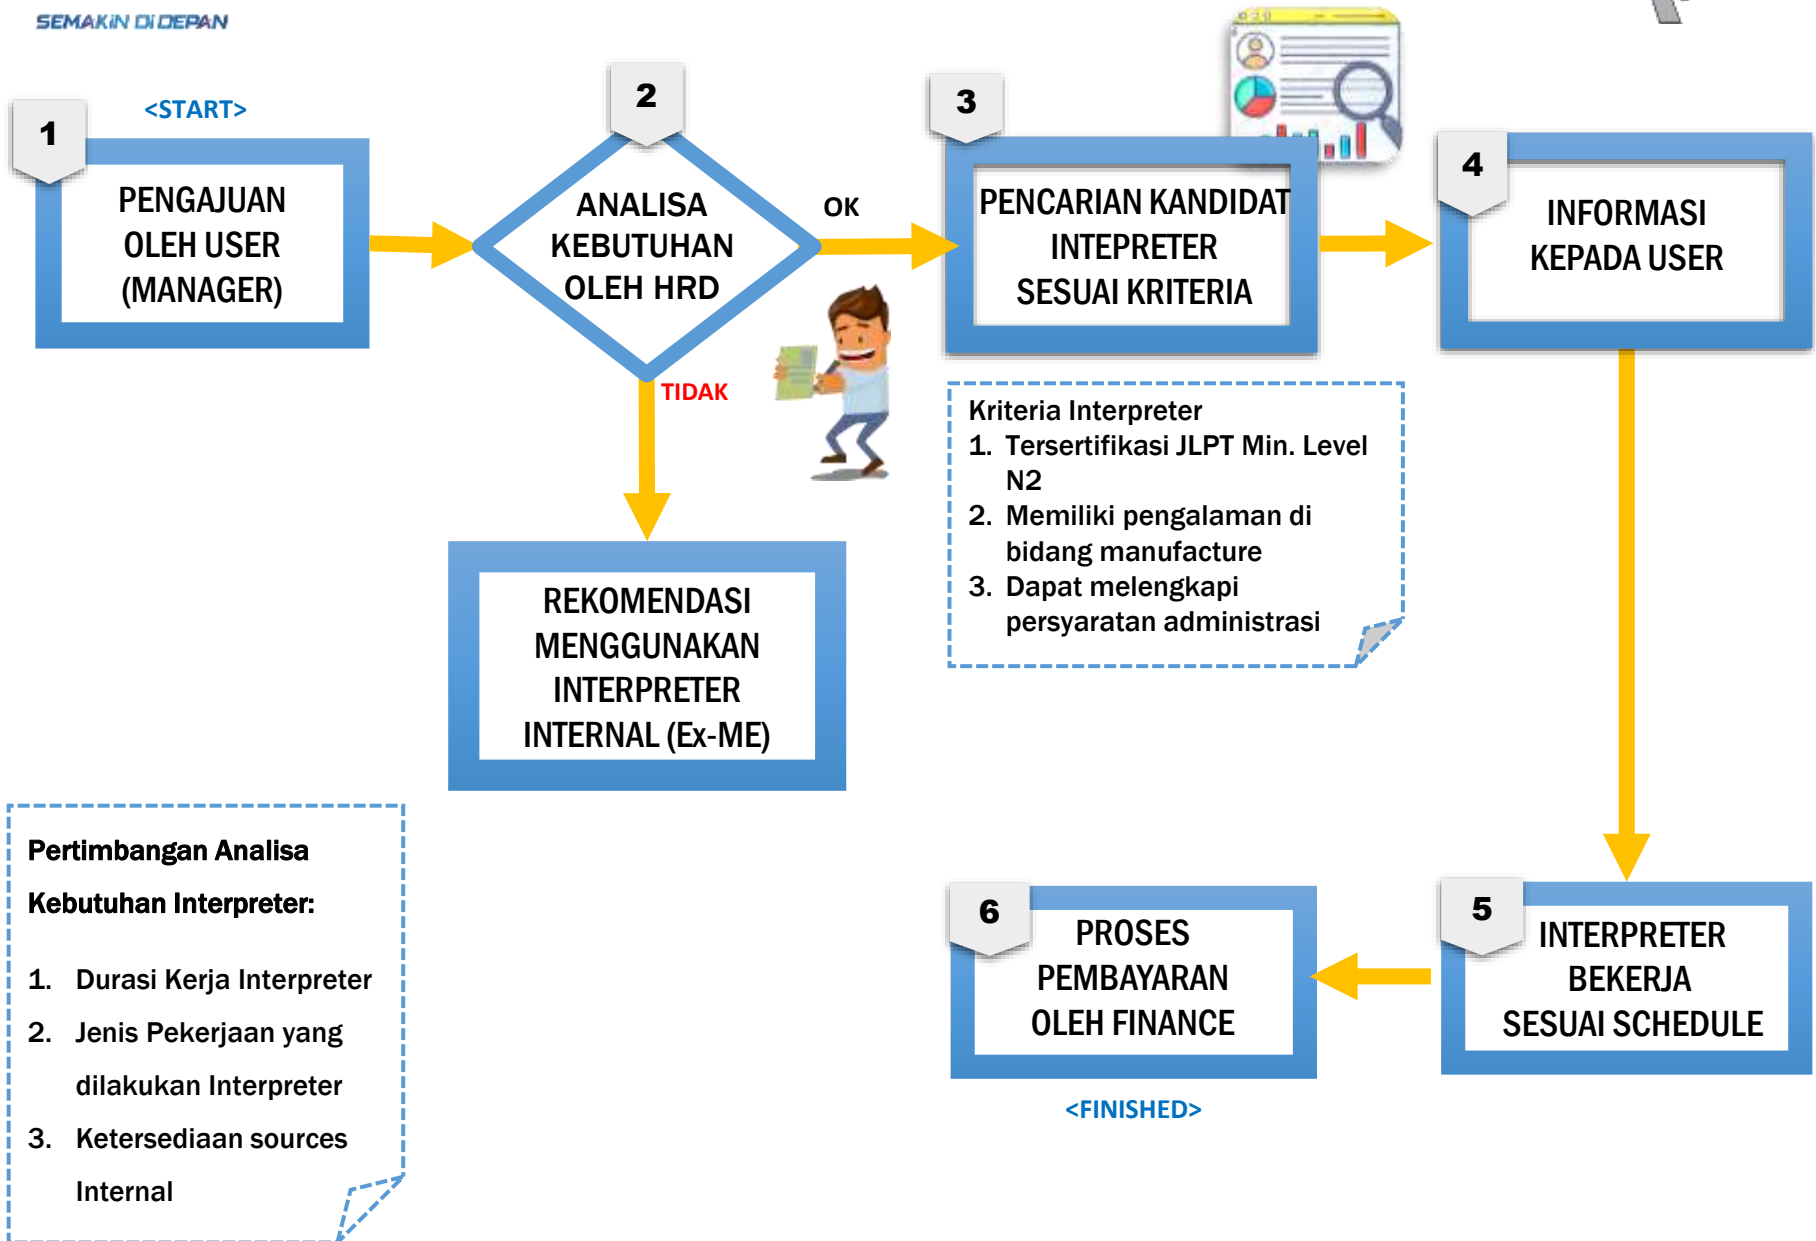 SEMAKIN DI DEPAN
<START>
1
PENGAJUAN
OLEH USER
(MANAGER)
2
ANALISA
KEBUTUHAN
OLEH HRD
OK
TIDAK
3
PENCARIAN KANDIDAT
INTEPRETER
SESUAI KRITERIA
4
INFORMASI
KEPADA USER
Kriteria Interpreter
1. Tersertifikasi JLPT Min. Level
N2
2. Memiliki pengalaman di
bidang manufacture
3. Dapat melengkapi
persyaratan administrasi
REKOMENDASI
MENGGUNAKAN
INTERPRETER
INTERNAL (Ex-ME)
Pertimbangan Analisa
Kebutuhan Interpreter:
1. Durasi Kerja Interpreter
2. Jenis Pekerjaan yang
dilakukan Interpreter
3. Ketersediaan sources
Internal
5
INTERPRETER
BEKERJA
SESUAI SCHEDULE
6
PROSES
PEMBAYARAN
OLEH FINANCE
<FINISHED>